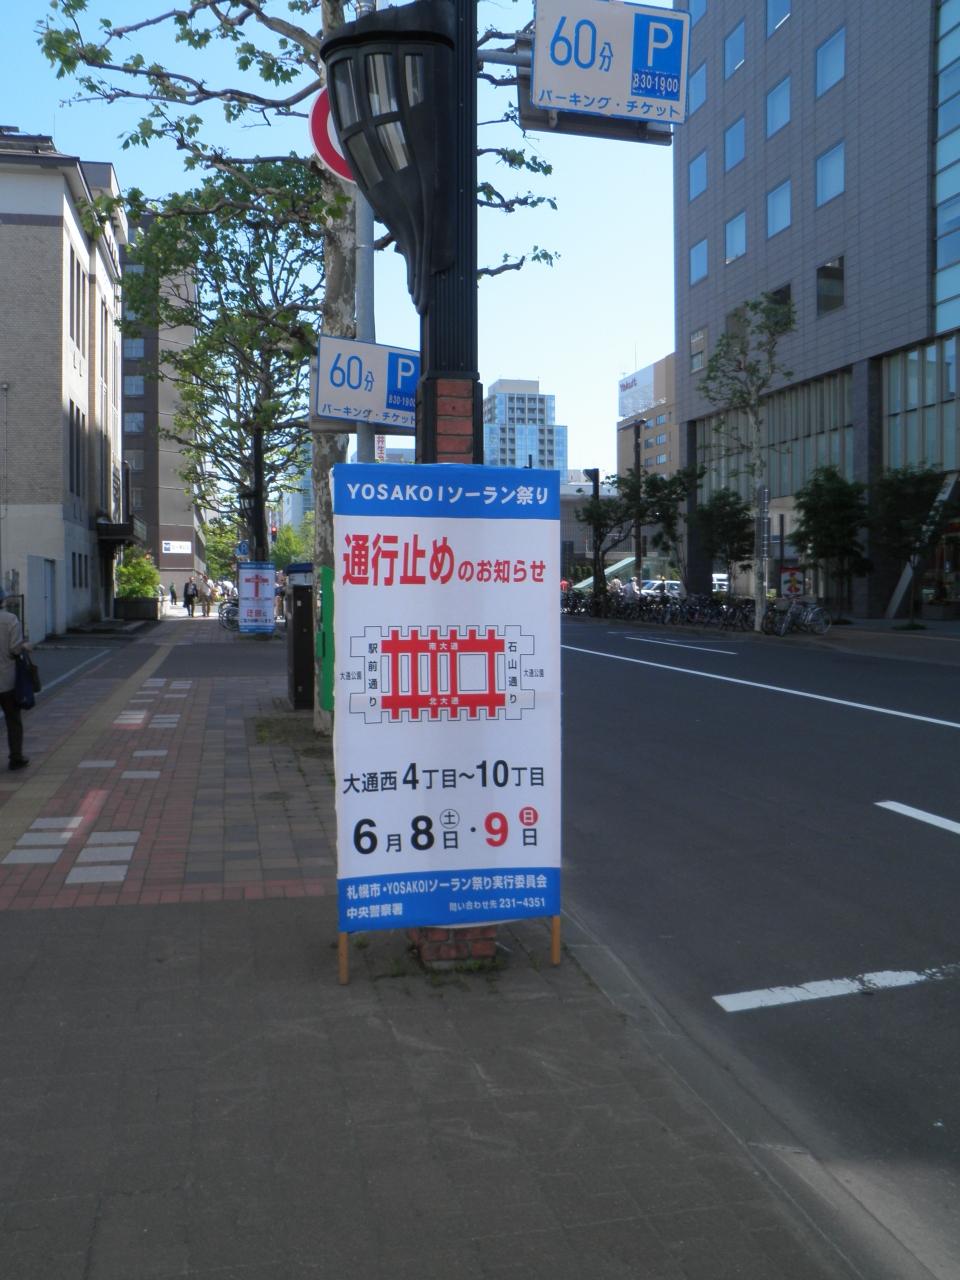 60分
P
8:30-19:00
パーキング・チケット
60分
P
8:30-19:00
パーキング・チケット
YOSAKOIソーラン祭り
通行止めのお知らせ
南大通
駅前通り
石山通り
大通公園
大通公園
北大通
大通西4丁目~10丁目
6月8日㊏・9日㊐
札幌市・YOSAKOIソーラン祭り実行委員会
中央警察署
問い合わせ先 231-4351